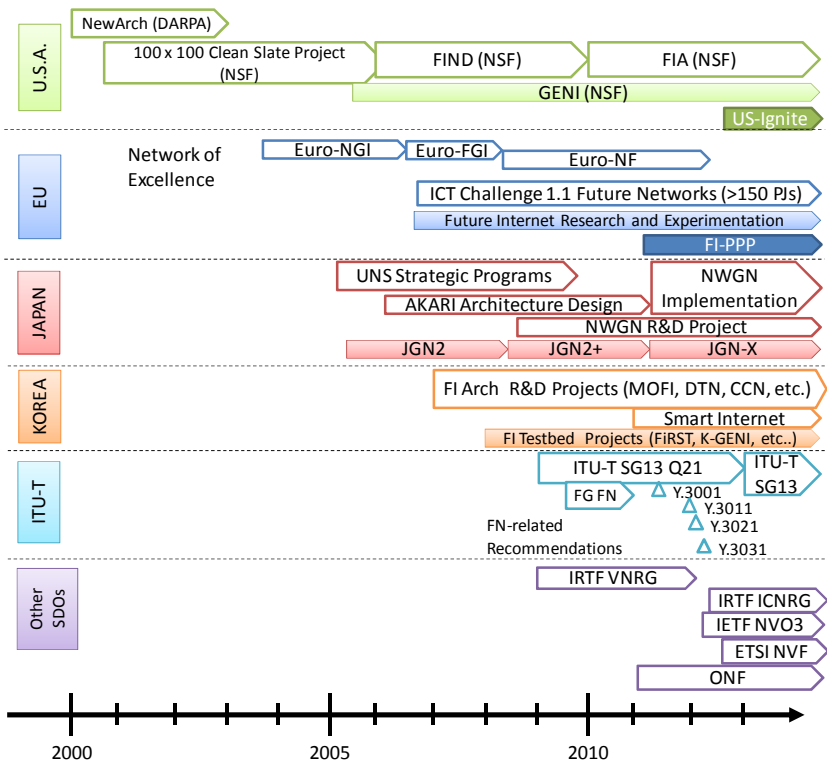 NewArch (DARPA)
100 x 100 Clean Slate Project
(NSF)
FIND (NSF)
FIA (NSF)
GENI (NSF)
US-Ignite
U.S.A.
Network of
Excellence
Euro-NGI
Euro-FGI
Euro-NF
ICT Challenge 1.1 Future Networks (>150 PJs)
Future Internet Research and Experimentation
FI-PPP
EU
UNS Strategic Programs
NWGN
Implementation
AKARI Architecture Design
NWGN R&D Project
JGN2
JGN2+
JGN-X
JAPAN
FI Arch R&D Projects (MOFI, DTN, CCN, etc.)
Smart Internet
FI Testbed Projects (FiRST, K-GENI, etc..)
KOREA
ITU-T SG13 Q21
ITU-T
SG13
FG FN
Y.3001
Y.3011
FN-related
Y.3021
Recommendations
Y.3031
ITU-T
IRTF VNRG
IRTF ICNRG
IETF NVO3
ETSI NVF
ONF
Other
SDOs
2000
2005
2010